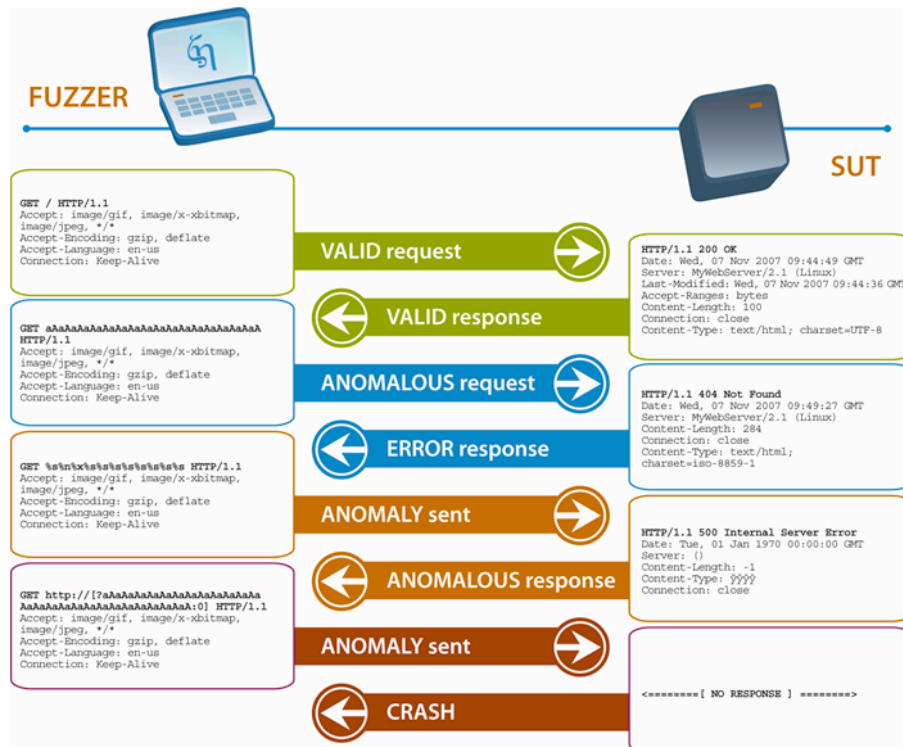 FUZZER
SUT
GET / HTTP/1.1
Accept: image/gif, image/x-xbitmap,
image/jpeg, */*
Accept-Encoding: gzip, deflate
Accept-Language: en-us
Connection: Keep-Alive
VALID request
HTTP/1.1 200 OK
Date: Wed, 07 Nov 2007 09:44:49 GMT
Server: MyWebServer/2.1 (Linux)
Last-Modified: Wed, 07 Nov 2007 09:44:36 GMT
Accept-Ranges: bytes
Content-Length: 100
Connection: close
Content-Type: text/html; charset=UTF-8
VALID response
GET aAaAaAaAaAaAaAaAaAaAaAaAaAaAaAaAaA
HTTP/1.1
Accept: image/gif, image/x-xbitmap,
image/jpeg, */*
Accept-Encoding: gzip, deflate
Accept-Language: en-us
Connection: Keep-Alive
ANOMALOUS request
HTTP/1.1 404 Not Found
Date: Wed, 07 Nov 2007 09:49:27 GMT
Server: MyWebServer/2.1 (Linux)
Content-Length: 284
Connection: close
Content-Type: text/html;
charset=iso-8859-1
ERROR response
GET %s%n%x%s%s%s%s%s%s%s%s HTTP/1.1
Accept: image/gif, image/x-xbitmap,
image/jpeg, */*
Accept-Encoding: gzip, deflate
Accept-Language: en-us
Connection: Keep-Alive
ANOMALY sent
HTTP/1.1 500 Internal Server Error
Date: Tue, 01 Jan 1970 00:00:00 GMT
Server: ()
Content-Length: -1
Content-Type: ÿÿÿÿ
Connection: close
ANOMALOUS response
GET http://[?aAaAaAaAaAaAaAaAaAaAaAaAa
AaAaAaAaAaAaAaAaAaAaAaAaAaA:0] HTTP/1.1
Accept: image/gif, image/x-xbitmap,
image/jpeg, */*
Accept-Encoding: gzip, deflate
Accept-Language: en-us
Connection: Keep-Alive
ANOMALY sent
<========[ NO RESPONSE ] ========>
CRASH